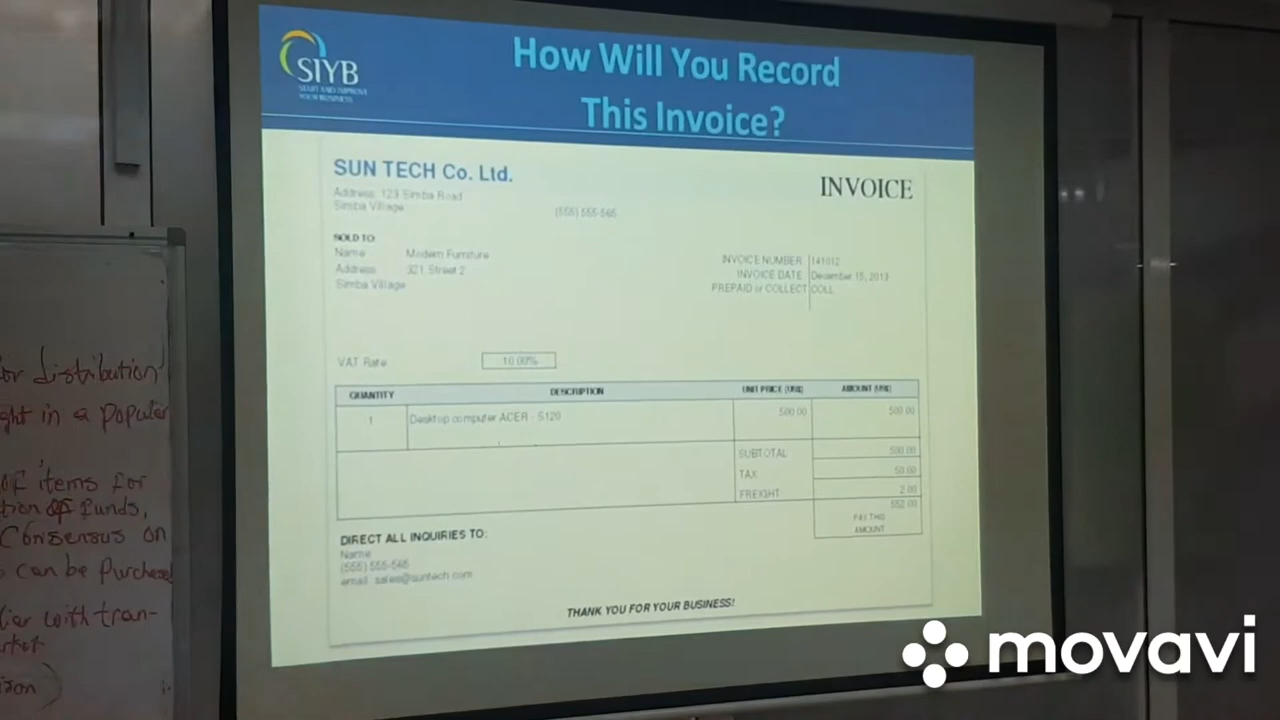 SIYB
START AND IMPROVE
YOUR BUSINESS
How Will You Record
This Invoice?
SUN TECH Co. Ltd.
INVOICE
Address: 123 Simba Road
Simba Village
(555) 555-565
SOLD TO:
Name Modern Furniture
Address 321 Street 2
Simba Village
INVOICE NUMBER 141012
INVOICE DATE December 15, 2013
PREPAID or COLLECT DOLL
VAT Rate 10.00%
QUANTITY DESCRIPTION UNIT PRICE (US$) AMOUNT (US$)
1 Desktop computer ACER - S120 500.00 500.00
SUBTOTAL 500.00
TAX 50.00
FREIGHT 2.00
552.00
PAY THIS
AMOUNT
DIRECT ALL INQUIRIES TO:
Name
(555) 555-565
email: sales@suntech.com
THANK YOU FOR YOUR BUSINESS!
or distribution
ght in a popular
of items for
tion of funds,
Consensus on
can be Purchase
lier with tran-
rket
ison)
movavi